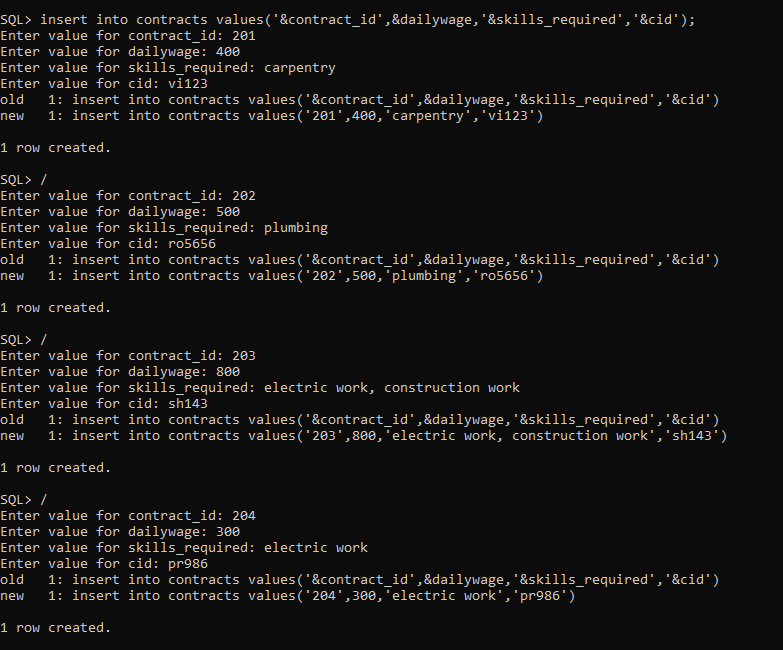 SQL> insert into contracts values('&contract_id',&dailywage,'&skills_required','&cid');
Enter value for contract_id: 201
Enter value for dailywage: 400
Enter value for skills_required: carpentry
Enter value for cid: vi123
old   1: insert into contracts values('&contract_id',&dailywage,'&skills_required','&cid')
new   1: insert into contracts values('201',400,'carpentry','vi123')
1 row created.
SQL> /
Enter value for contract_id: 202
Enter value for dailywage: 500
Enter value for skills_required: plumbing
Enter value for cid: ro5656
old   1: insert into contracts values('&contract_id',&dailywage,'&skills_required','&cid')
new   1: insert into contracts values('202',500,'plumbing','ro5656')
1 row created.
SQL> /
Enter value for contract_id: 203
Enter value for dailywage: 800
Enter value for skills_required: electric work, construction work
Enter value for cid: sh143
old   1: insert into contracts values('&contract_id',&dailywage,'&skills_required','&cid')
new   1: insert into contracts values('203',800,'electric work, construction work','sh143')
1 row created.
SQL> /
Enter value for contract_id: 204
Enter value for dailywage: 300
Enter value for skills_required: electric work
Enter value for cid: pr986
old   1: insert into contracts values('&contract_id',&dailywage,'&skills_required','&cid')
new   1: insert into contracts values('204',300,'electric work','pr986')
1 row created.